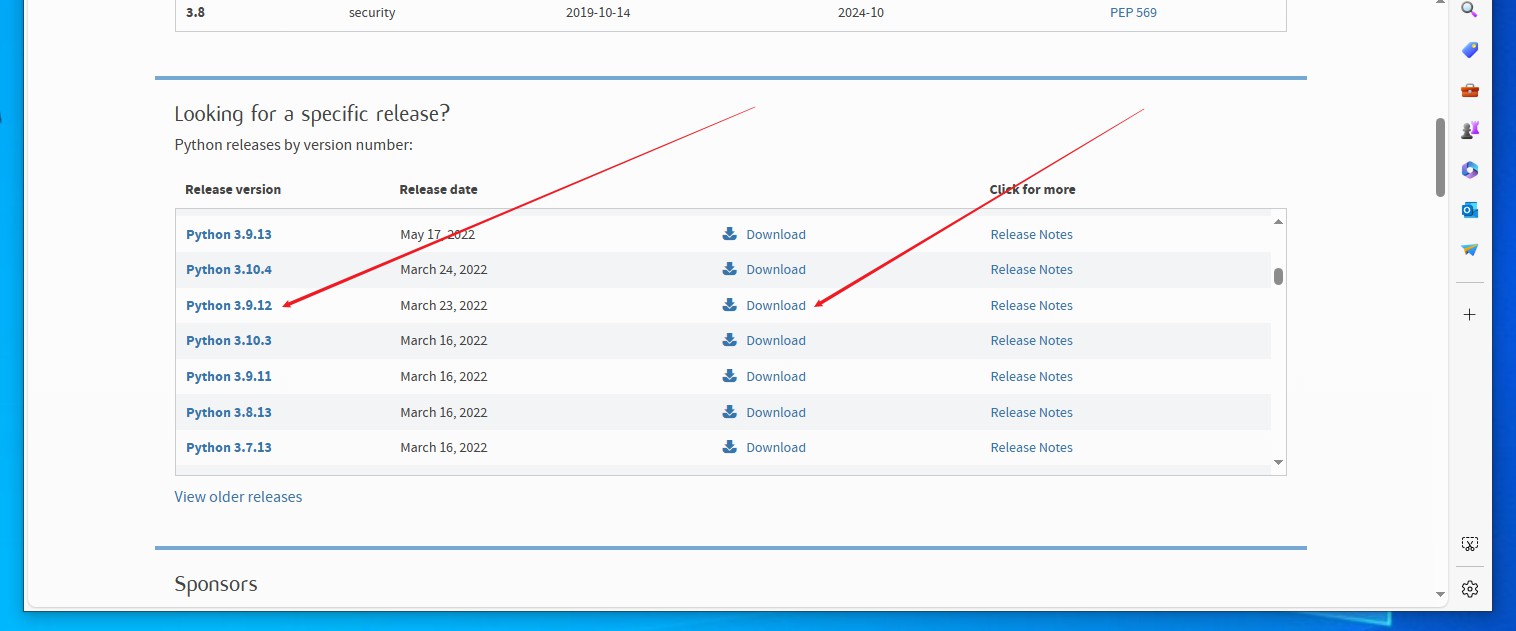 3.8 security 2019-10-14 2024-10 PEP 569
Looking for a specific release?
Python releases by version number:
Release version Release date Click for more
Python 3.9.13 May 17, 2022 Download Release Notes
Python 3.10.4 March 24, 2022 Download Release Notes
Python 3.9.12 March 23, 2022 Download Release Notes
Python 3.10.3 March 16, 2022 Download Release Notes
Python 3.9.11 March 16, 2022 Download Release Notes
Python 3.8.13 March 16, 2022 Download Release Notes
Python 3.7.13 March 16, 2022 Download Release Notes
View older releases
Sponsors